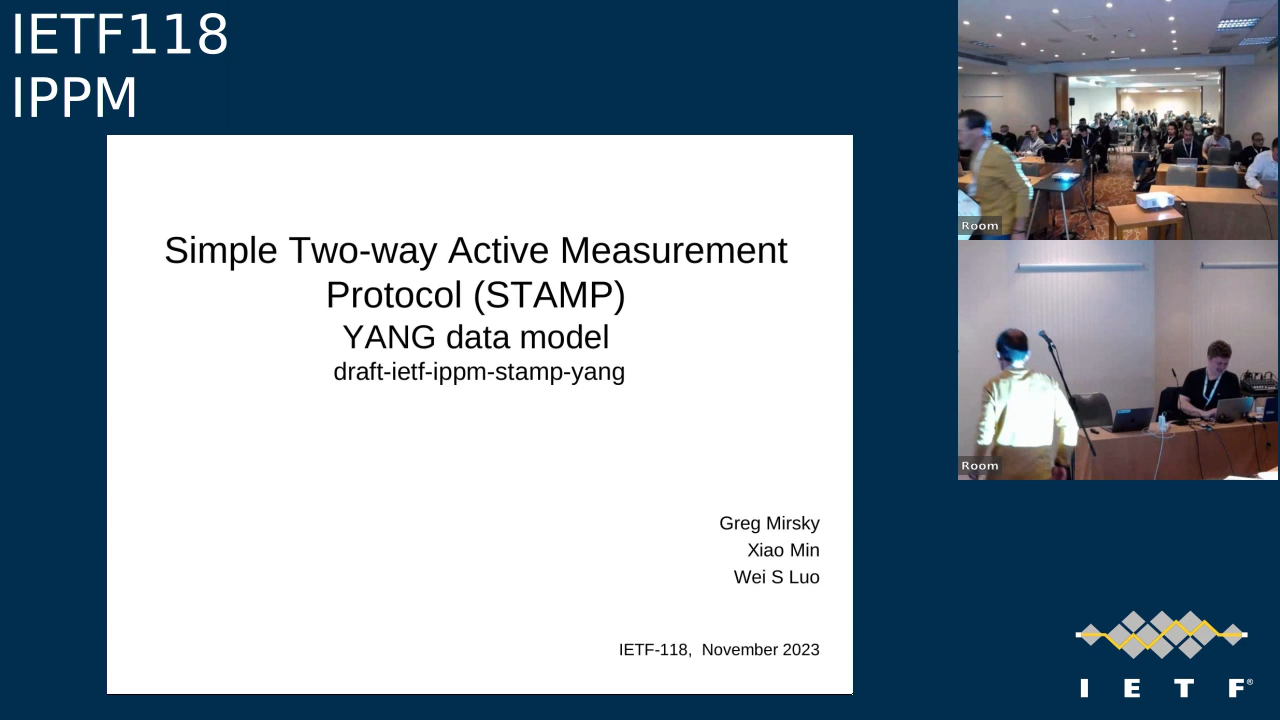 IETF118
IPPM
Simple Two-way Active Measurement
Protocol (STAMP)
YANG data model
draft-ietf-ippm-stamp-yang
Greg Mirsky
Xiao Min
Wei S Luo
IETF-118, November 2023
Room
Room
I E T F®